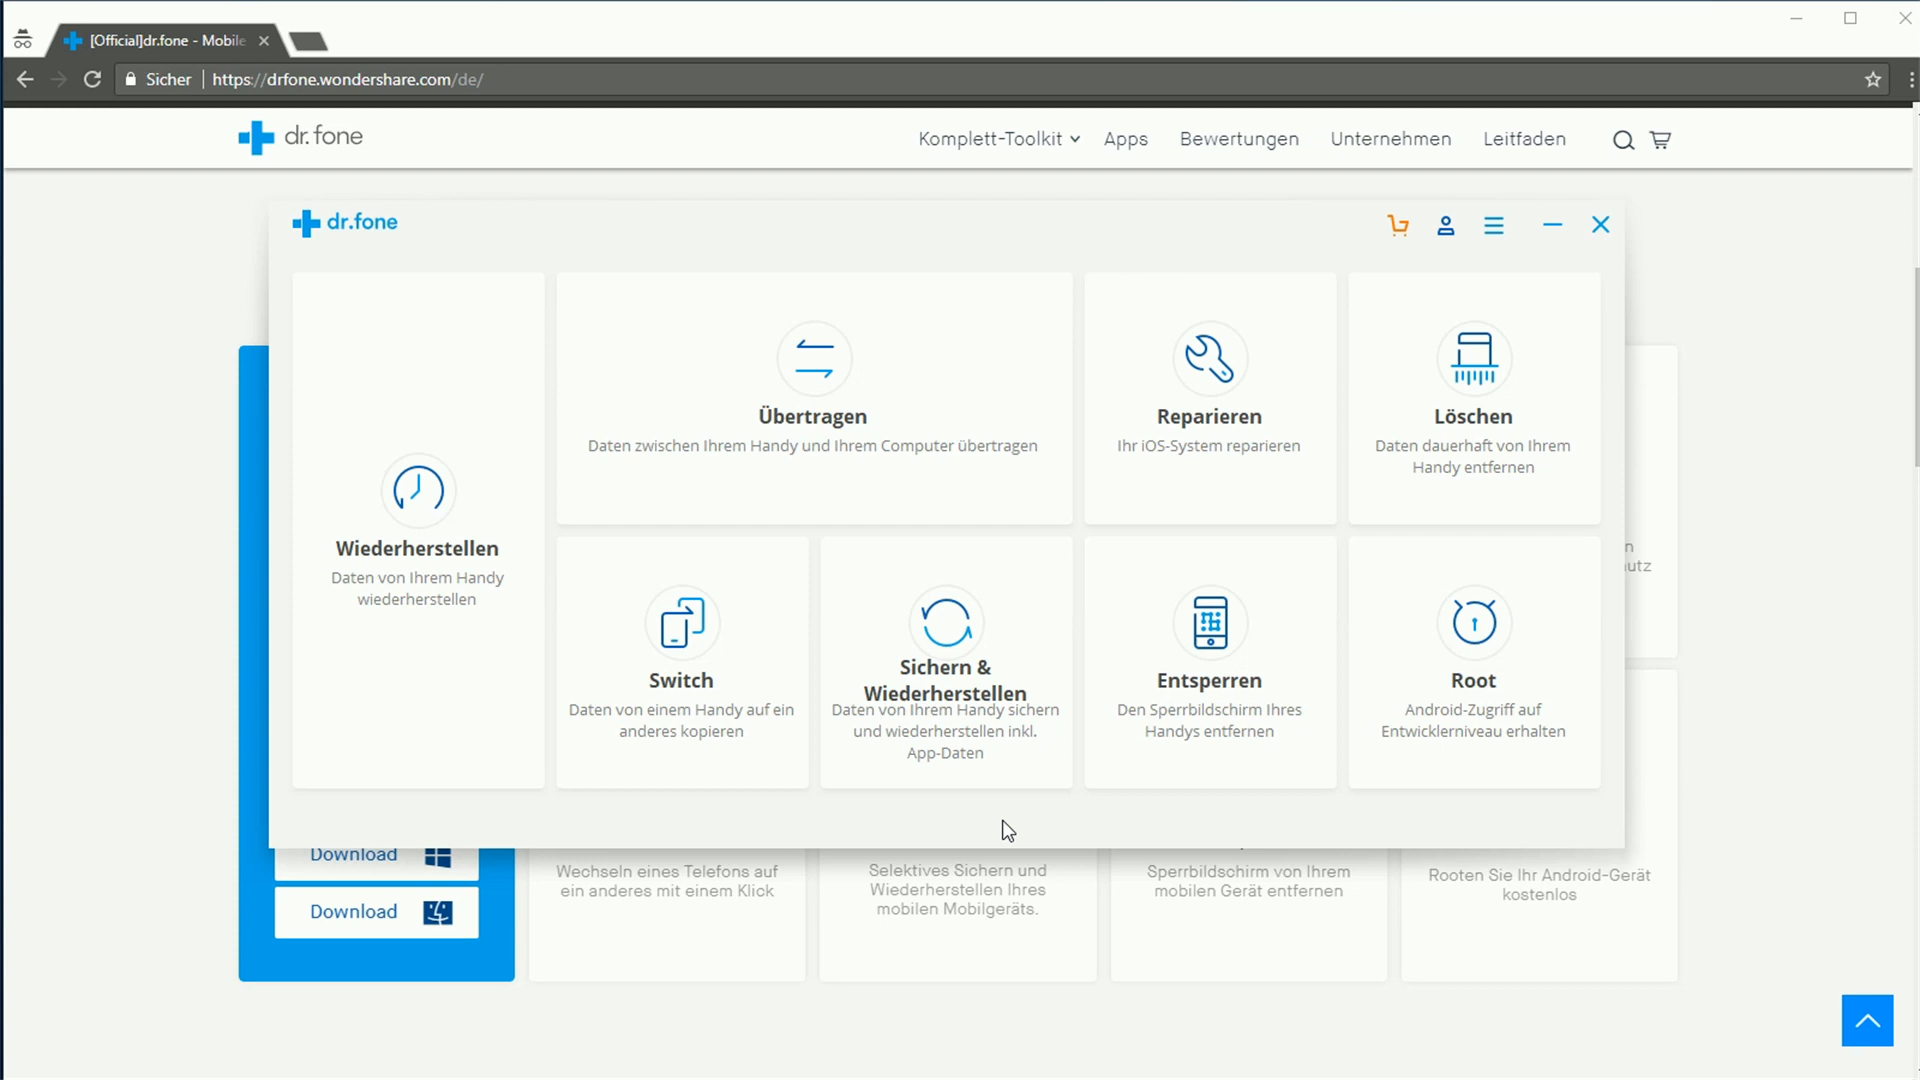 [Official]dr.fone - Mobile
Sicher
https://drfone.wondershare.com/de/
dr.fone
Komplett-Toolkit
Apps
Bewertungen
Unternehmen
Leitfaden
dr.fone
Übertragen
Daten zwischen Ihrem Handy und Ihrem Computer übertragen
Reparieren
Ihr iOS-System reparieren
Löschen
Daten dauerhaft von Ihrem
Handy entfernen
Wiederherstellen
Daten von Ihrem Handy
wiederherstellen
Switch
Daten von einem Handy auf ein
anderes kopieren
Sichern &
Wiederherstellen
Daten von Ihrem Handy sichern
und wiederherstellen inkl.
App-Daten
Entsperren
Den Sperrbildschirm Ihres
Handys entfernen
Root
Android-Zugriff auf
Entwicklerniveau erhalten
Download
Download
Wechseln eines Telefons auf
ein anderes mit einem Klick
Selektives Sichern und
Wiederherstellen Ihres
mobilen Mobilgeräts.
Sperrbildschirm von Ihrem
mobilen Gerät entfernen
Rooten Sie Ihr Android-Gerät
kostenlos